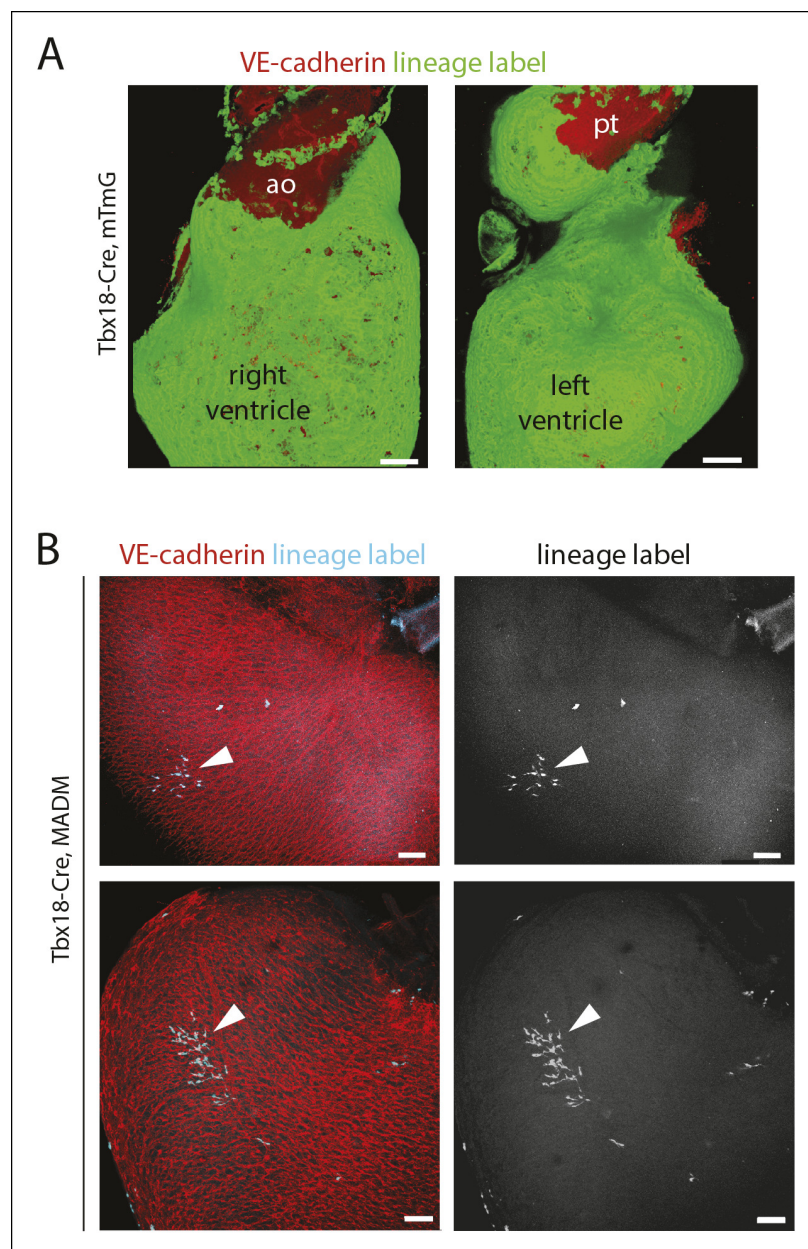 A
VE-cadherin lineage label
Tbx18-Cre, mTmG
ao
right
ventricle
pt
left
ventricle
B
VE-cadherin lineage label
lineage label
Tbx18-Cre, MADM